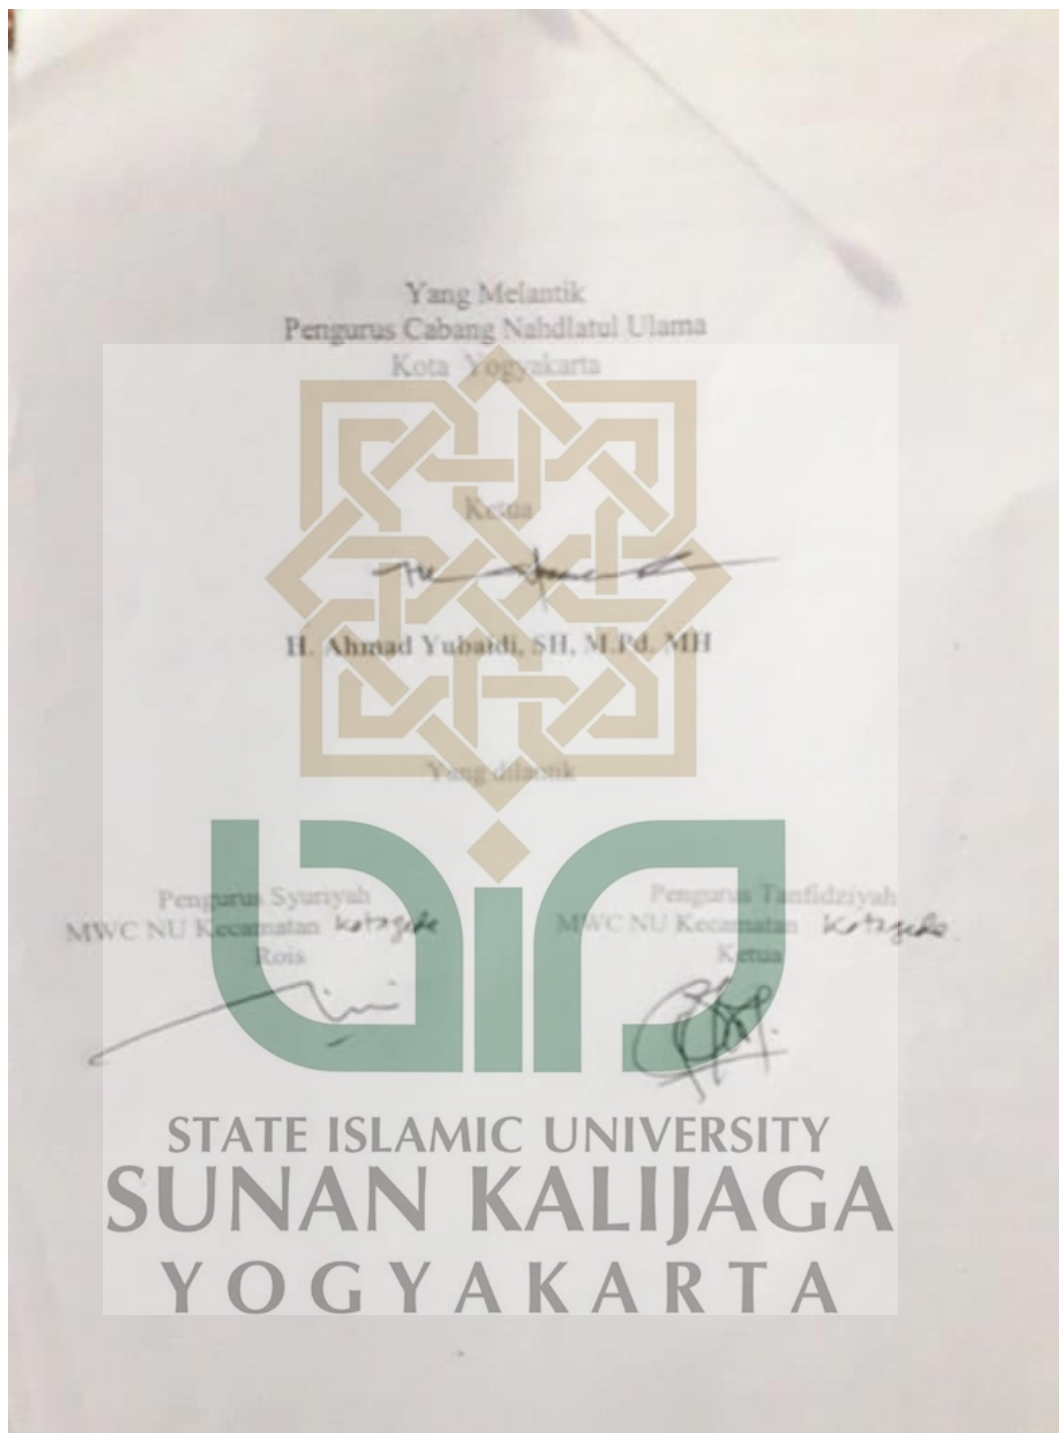 Yang Melantik
Pengurus Cabang Nahdlatul Ulama
Kota Yogyakarta
Ketua
H. Ahmad Yubaidi, SH, M.Pd. MH
Yang dilantik
Pengurus Syuriyah
MWC NU Kecamatan Kotagede
Rois
Pengurus Tanfidziyah
MWC NU Kecamatan Kotagede
Ketua
STATE ISLAMIC UNIVERSITY
SUNAN KALIJAGA
YOGYAKARTA